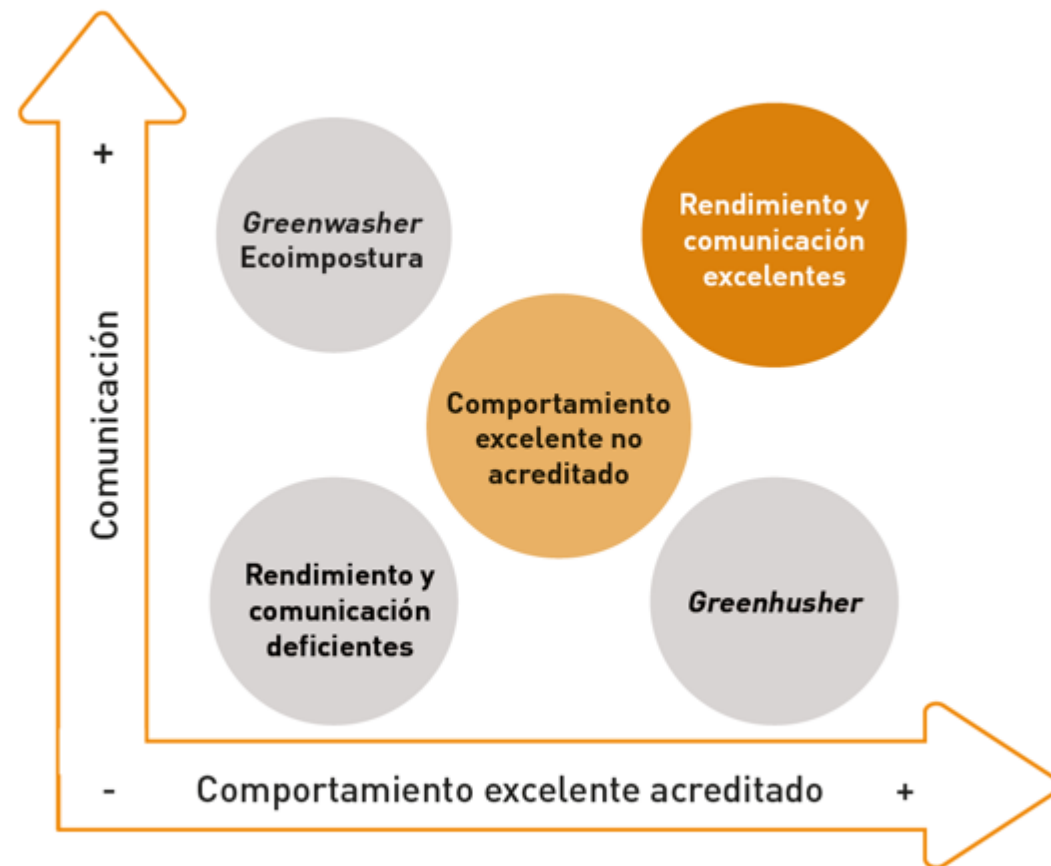 +
Comunicación
Greenwasher
Ecoimpostura
Rendimiento y
comunicación
excelentes
Comportamiento
excelente no
acreditado
Rendimiento y
comunicación
deficientes
Greenhusher
- Comportamiento excelente acreditado +